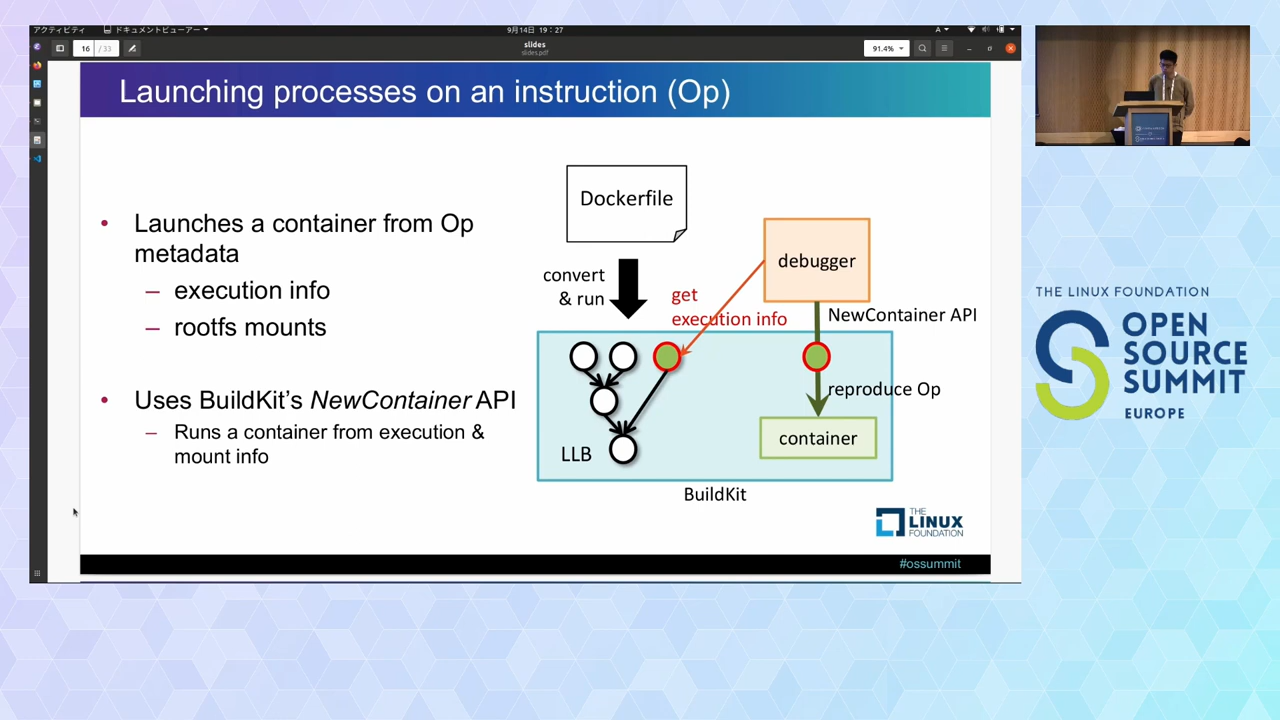 アクティビティ
ドキュメントビューアー
9月14日 19:27
A
16 / 33
slides
slides.pdf
91.4%
Launching processes on an instruction (Op)
• Launches a container from Op
metadata
– execution info
– rootfs mounts
• Uses BuildKit’s NewContainer API
– Runs a container from execution &
mount info
Dockerfile
convert
& run
get
execution info
debugger
NewContainer API
reproduce Op
container
LLB
BuildKit
THE
LINUX
FOUNDATION
#ossummit
THE LINUX FOUNDATION
OPEN
SOURCE
SUMMIT
EUROPE